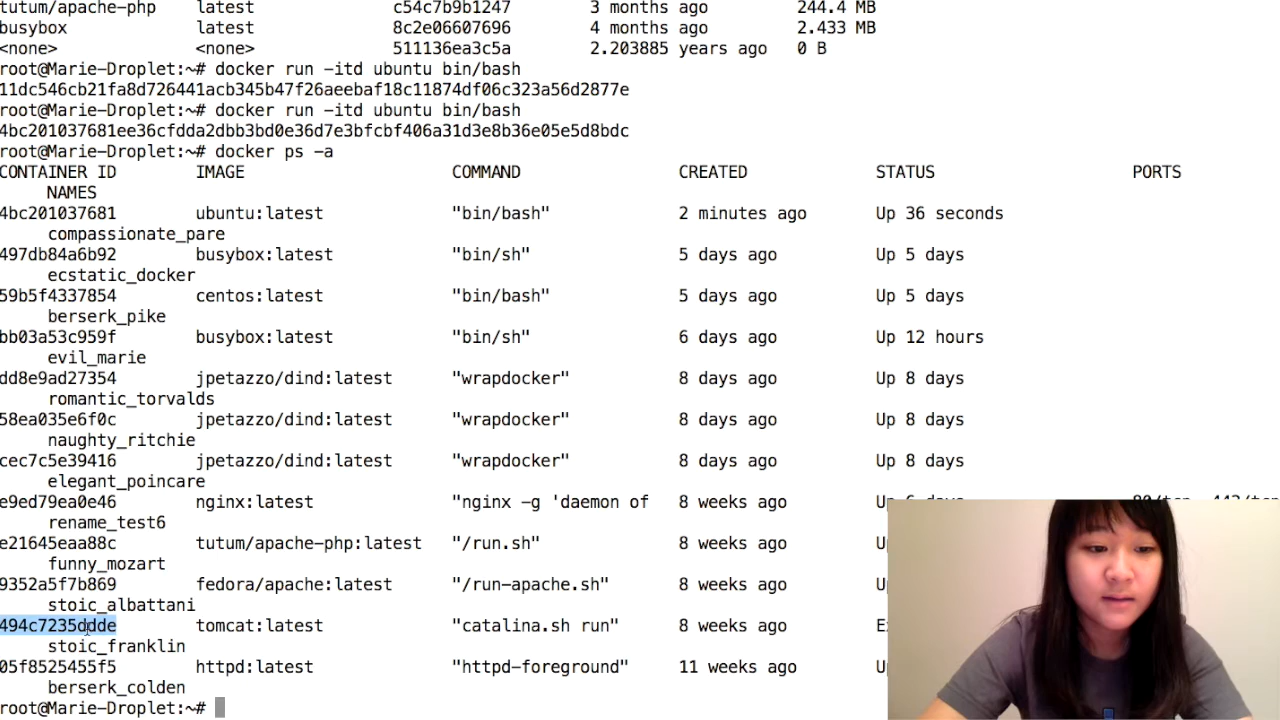 tutum/apache-php latest c54c7b9b1247 3 months ago 244.4 MB
busybox latest 8c2e06607696 4 months ago 2.433 MB
<none> <none> 511136ea3c5a 2.203885 years ago 0 B
root@Marie-Droplet:~# docker run -itd ubuntu bin/bash
11dc546cb21fa8d726441acb345b47f26aeebaf18c11874df06c323a56d2877e
root@Marie-Droplet:~# docker run -itd ubuntu bin/bash
4bc201037681ee36cfdda2dbb3bd0e36d7e3bfcbf406a31d3e8b36e05e5d8bdc
root@Marie-Droplet:~# docker ps -a
CONTAINER ID IMAGE COMMAND CREATED STATUS PORTS
NAMES
4bc201037681 ubuntu:latest "bin/bash" 2 minutes ago Up 36 seconds
compassionate_pare
497db84a6b92 busybox:latest "bin/sh" 5 days ago Up 5 days
ecstatic_docker
59b5f4337854 centos:latest "bin/bash" 5 days ago Up 5 days
berserk_pike
bb03a53c959f busybox:latest "bin/sh" 6 days ago Up 12 hours
evil_marie
dd8e9ad27354 jpetazzo/dind:latest "wrapdocker" 8 days ago Up 8 days
romantic_torvalds
58ea035e6f0c jpetazzo/dind:latest "wrapdocker" 8 days ago Up 8 days
naughty_ritchie
cec7c5e39416 jpetazzo/dind:latest "wrapdocker" 8 days ago Up 8 days
elegant_poincare
e9ed79ea0e46 nginx:latest "nginx -g 'daemon of 8 weeks ago
rename_test6
e21645eaa88c tutum/apache-php:latest "/run.sh" 8 weeks ago
funny_mozart
9352a5f7b869 fedora/apache:latest "/run-apache.sh" 8 weeks ago
stoic_albattani
494c7235ddde tomcat:latest "catalina.sh run" 8 weeks ago
stoic_franklin
05f8525455f5 httpd:latest "httpd-foreground" 11 weeks ago
berserk_colden
root@Marie-Droplet:~#